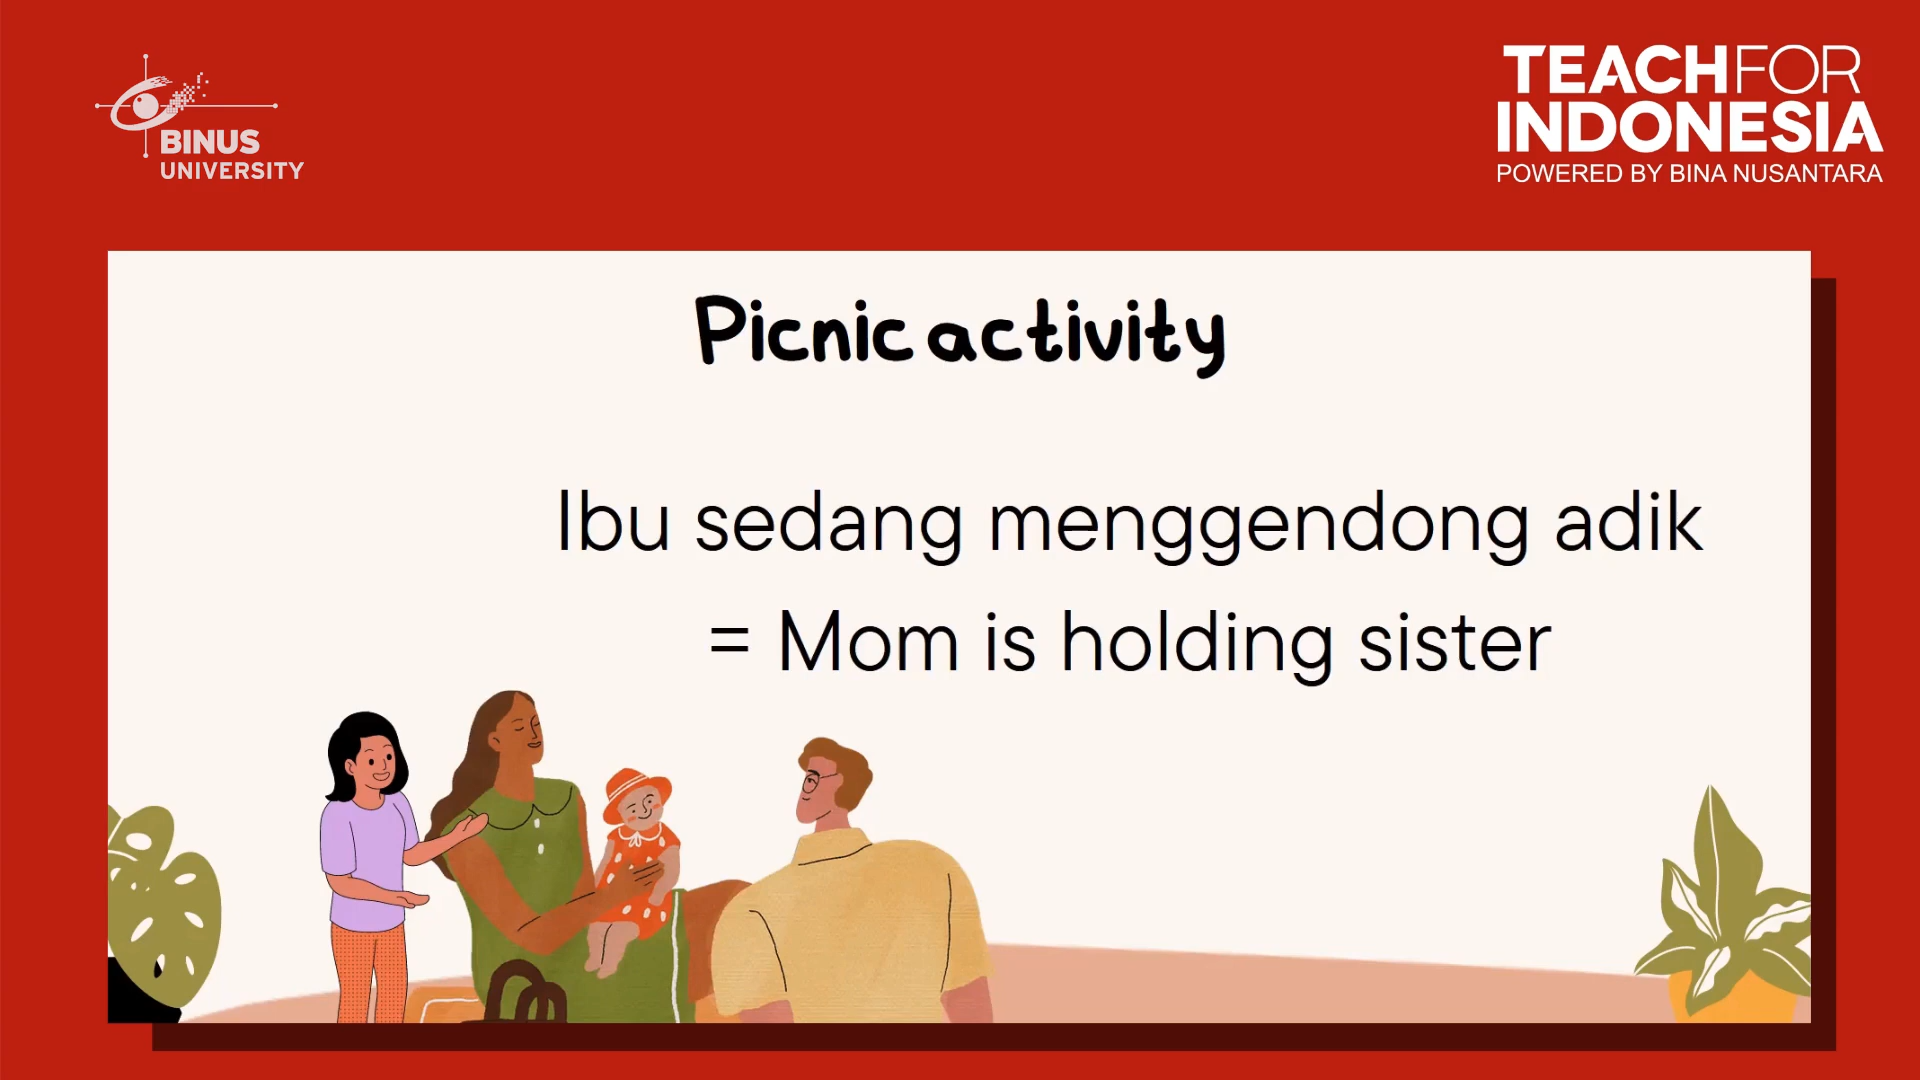 BINUS
UNIVERSITY
TEACHFOR
INDONESIA
POWERED BY BINA NUSANTARA
Picnic activity
Ibu sedang menggendong adik
= Mom is holding sister